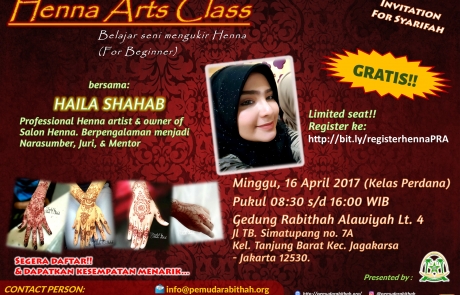 Henna Arts Class
Belajar seni mengukir Henna
(For Beginner)
INVITATION
FOR SYARIFAH
bersama:
HAILA SHAHAB
Professional Henna artist & owner of
Salon Henna. Berpengalaman menjadi
Narasumber, Juri, & Mentor
GRATIS!!
Limited seat!!
Register ke:
http://bit.ly/registerhennaPRA
Minggu, 16 April 2017 (Kelas Perdana)
Pukul 08:30 s/d 16:00 WIB
Gedung Rabithah Alawiyah Lt. 4
Jl TB. Simatupang no. 7A
Kel. Tanjung Barat Kec. Jagakarsa
- Jakarta 12530.
SEGERA DAFTAR!!
& DAPATKAN KESEMPATAN MENARIK...
Presented by :
CONTACT PERSON:
info@pemudarabithah.org
http://pemudarabithah.org/
@pemudarabithah